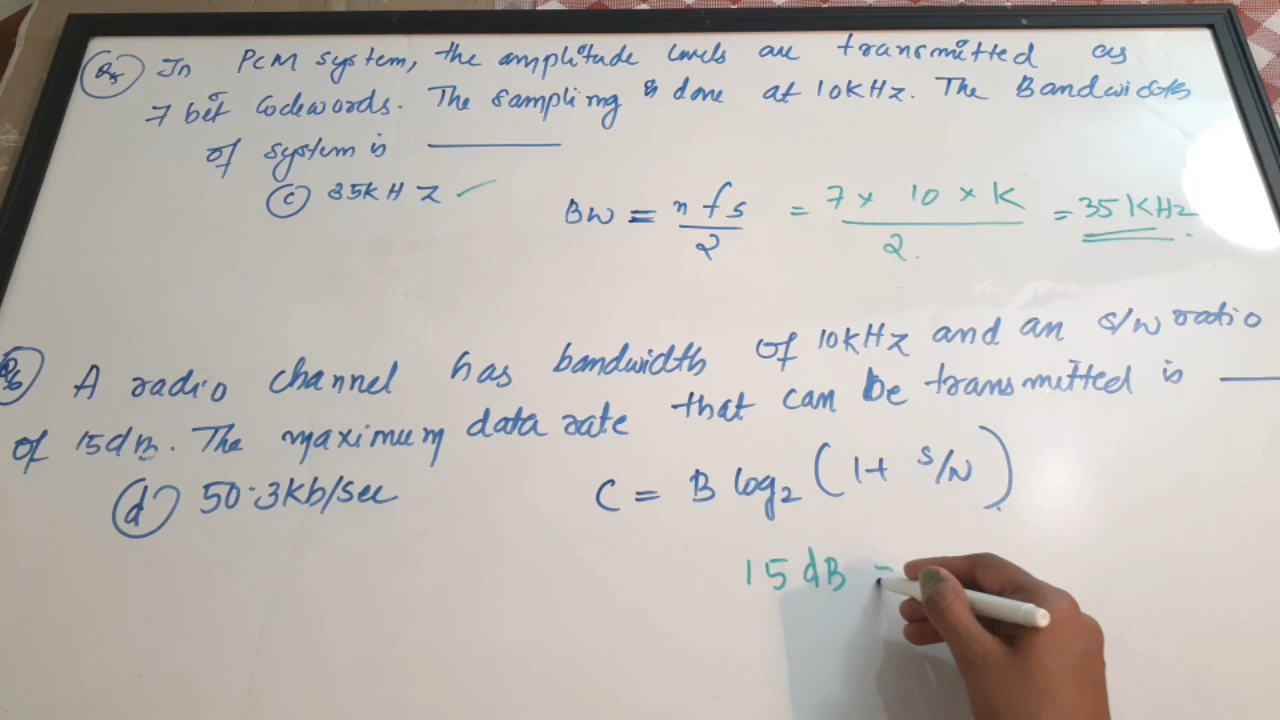 Q5 In PCM system, the amplitude levels are transmitted as
7 bit Codewords. The sampling is done at 10KHz. The Bandwidth
of system is ______
(c) 35KHZ ✓
BW = nfs/2 = 7 x 10 x K/2. = 35 KHz.
Q6 A radio channel has bandwidth of 10KHz and an S/N ratio
of 15dB. The maximum data rate that can be transmitted is ____
(d) 50.3Kb/sec
C = B log2 (1+ S/N)
15 dB =